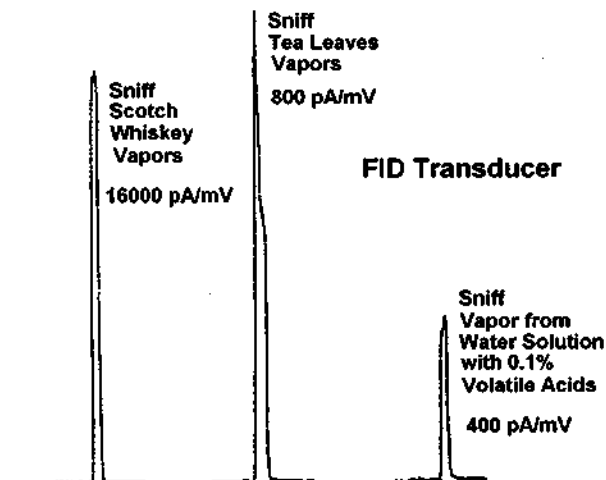 Sniff
Scotch
Whiskey
Vapors
16000 pA/mV
Sniff
Tea Leaves
Vapors
800 pA/mV
FID Transducer
Sniff
Vapor from
Water Solution
with 0.1%
Volatile Acids
400 pA/mV